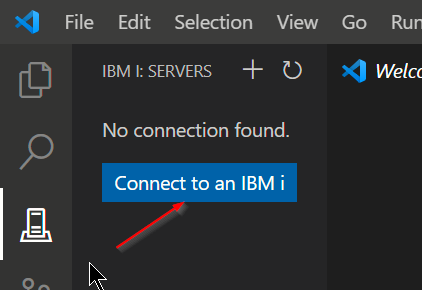 File Edit Selection View Go Run
IBM I: SERVERS
Welco
No connection found.
Connect to an IBM i